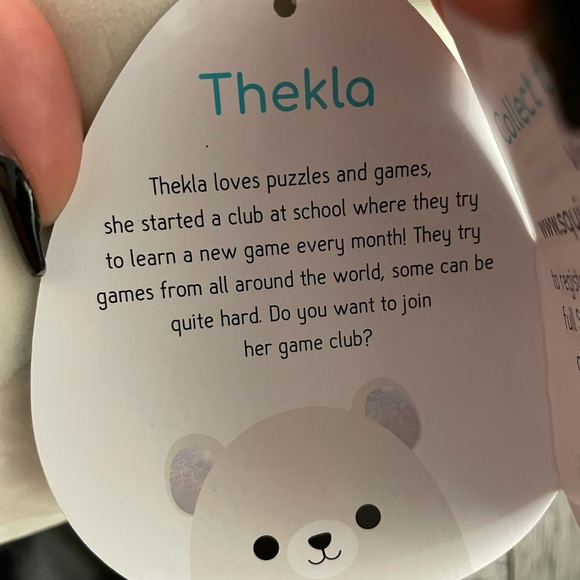 Thekla
Thekla loves puzzles and games,
she started a club at school where they try
to learn a new game every month! They try
games from all around the world, some can be
quite hard. Do you want to join
her game club?
Collect